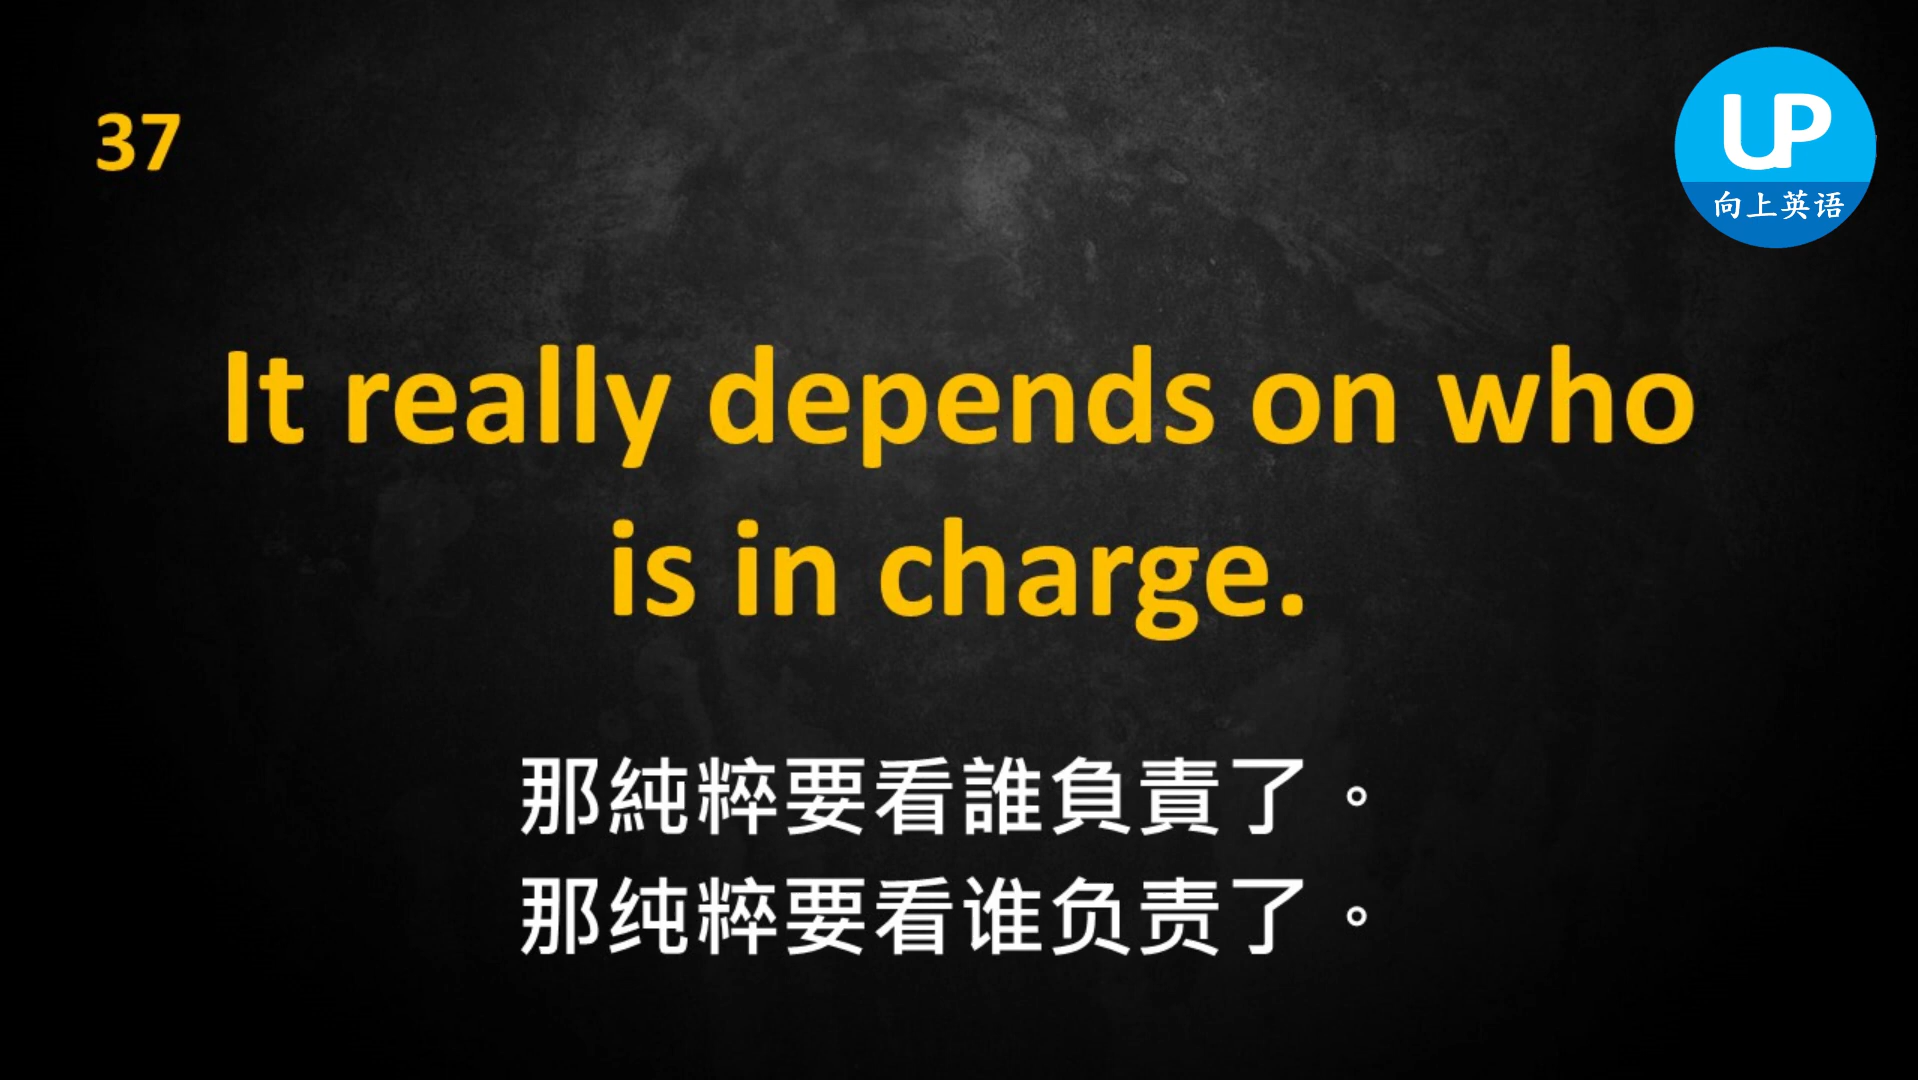 37
UP
向上英语
It really depends on who
is in charge.
那純粹要看誰負責了。
那纯粹要看谁负责了。